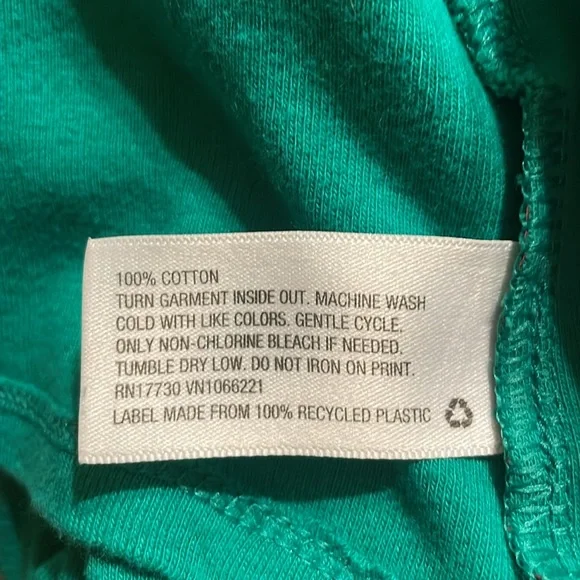 100% COTTON
TURN GARMENT INSIDE OUT. MACHINE WASH
COLD WITH LIKE COLORS. GENTLE CYCLE,
ONLY NON-CHLORINE BLEACH IF NEEDED.
TUMBLE DRY LOW. DO NOT IRON ON PRINT.
RN17730 VN1066221
LABEL MADE FROM 100% RECYCLED PLASTIC